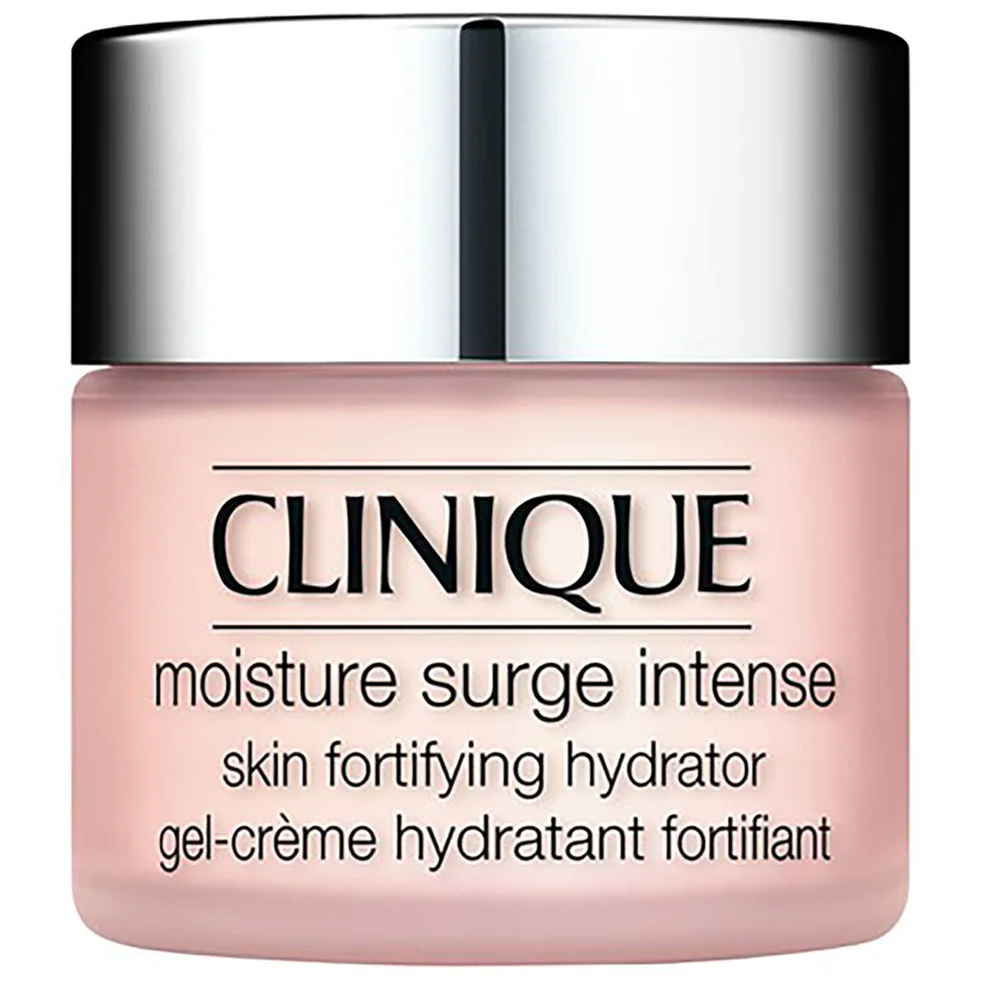 CLINIQUE
moisture surge intense
skin fortifying hydrator
gel-crème hydratant fortifiant